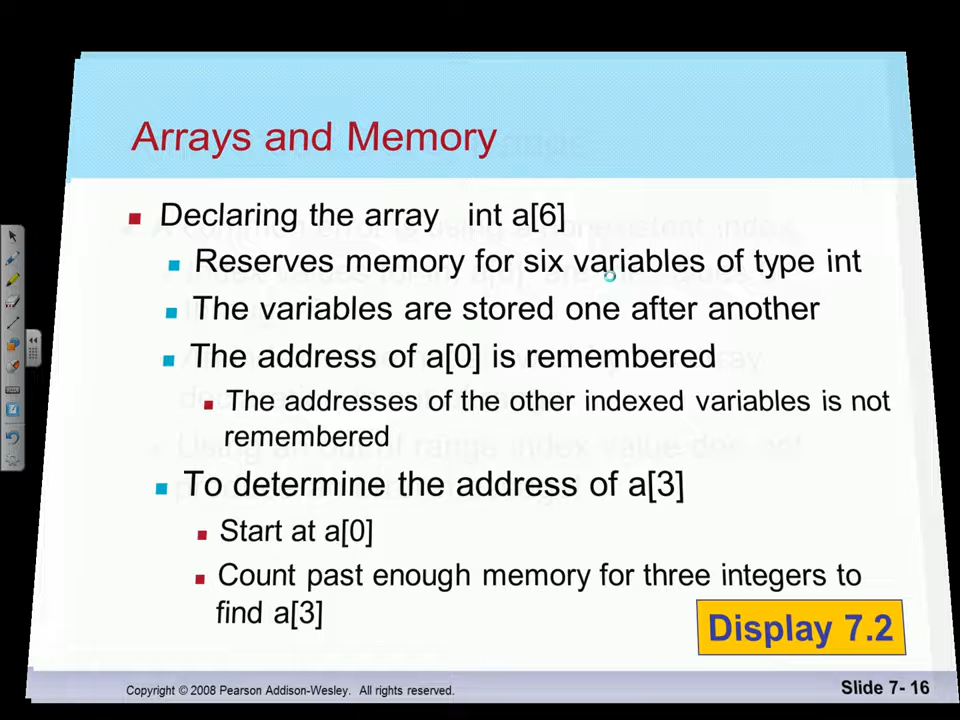 Arrays and Memory
Declaring the array int a[6]
Reserves memory for six variables of type int
The variables are stored one after another
The address of a[0] is remembered
The addresses of the other indexed variables is not
remembered
To determine the address of a[3]
Start at a[0]
Count past enough memory for three integers to
find a[3]
Display 7.2
Copyright © 2008 Pearson Addison-Wesley. All rights reserved.
Slide 7- 16